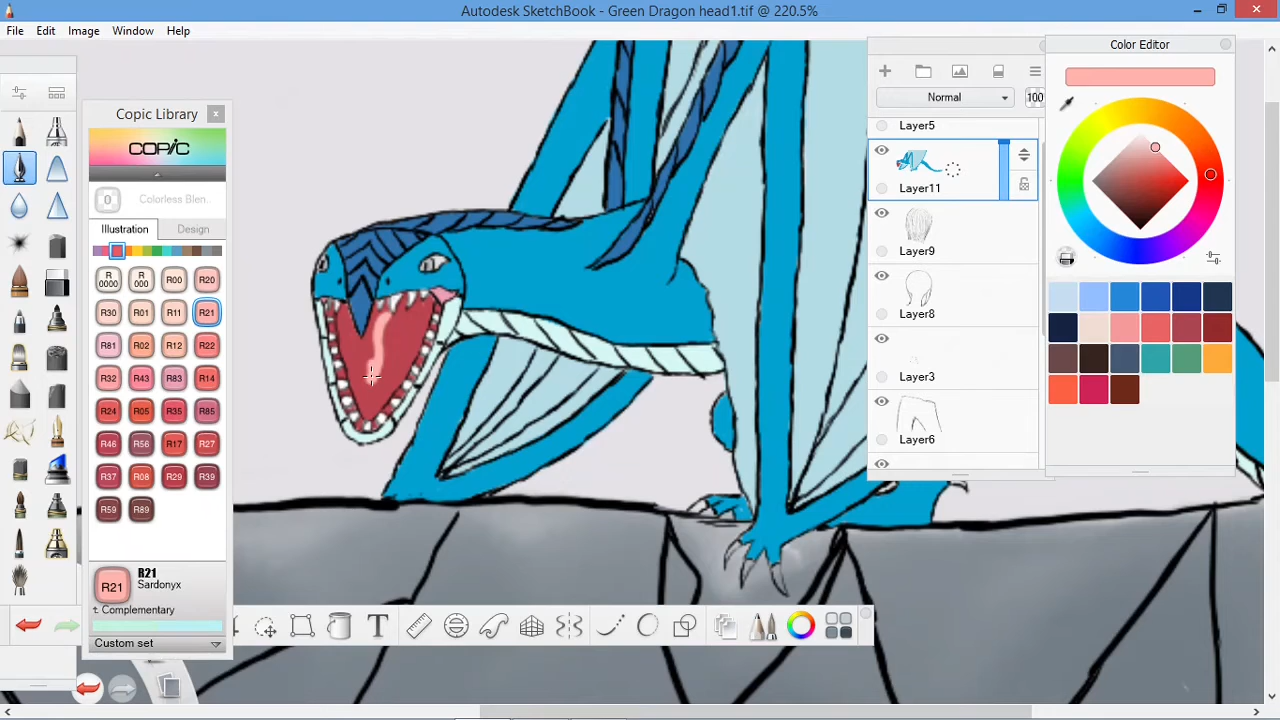 Autodesk SketchBook - Green Dragon head1.tif @ 220.5%
File Edit Image Window Help
Copic Library
COPIC
0 Colorless Blen..
Illustration Design
R 0000 R 000 R00 R20
R30 R01 R11 R21
R81 R02 R12 R22
R32 R43 R83 R14
R24 R05 R35 R85
R46 R56 R17 R27
R37 R08 R29 R39
R59 R89
R21
R21
Sardonyx
t. Complementary
Custom set
T
Normal 100
Layer5
Layer11
Layer9
Layer8
Layer3
Layer6
Color Editor